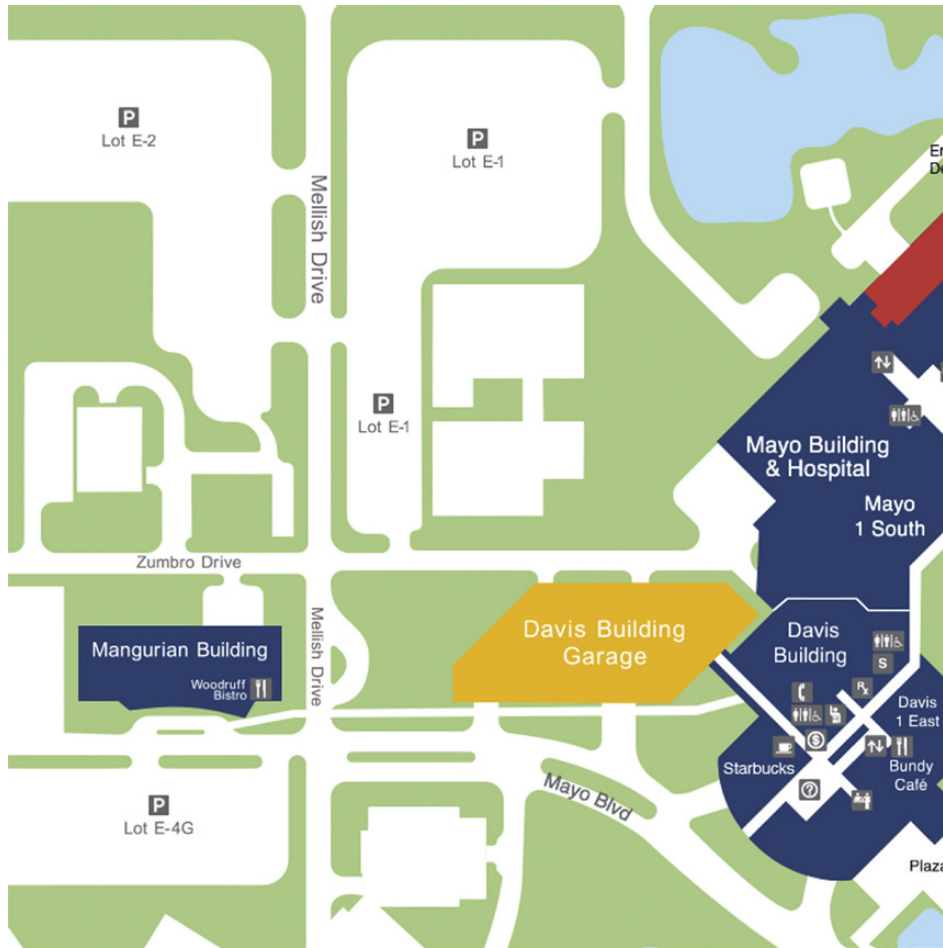 P
Lot E-2
P
Lot E-1
Mellish Drive
P
Lot E-1
Mayo Building
& Hospital
Mayo
1 South
Zumbro Drive
Mangurian Building
Woodruff
Bistro
Mellish Drive
Davis Building
Garage
Davis
Building
S
Rx
Davis
1 East
$
Starbucks
Bundy
Café
?
Mayo Blvd
P
Lot E-4G